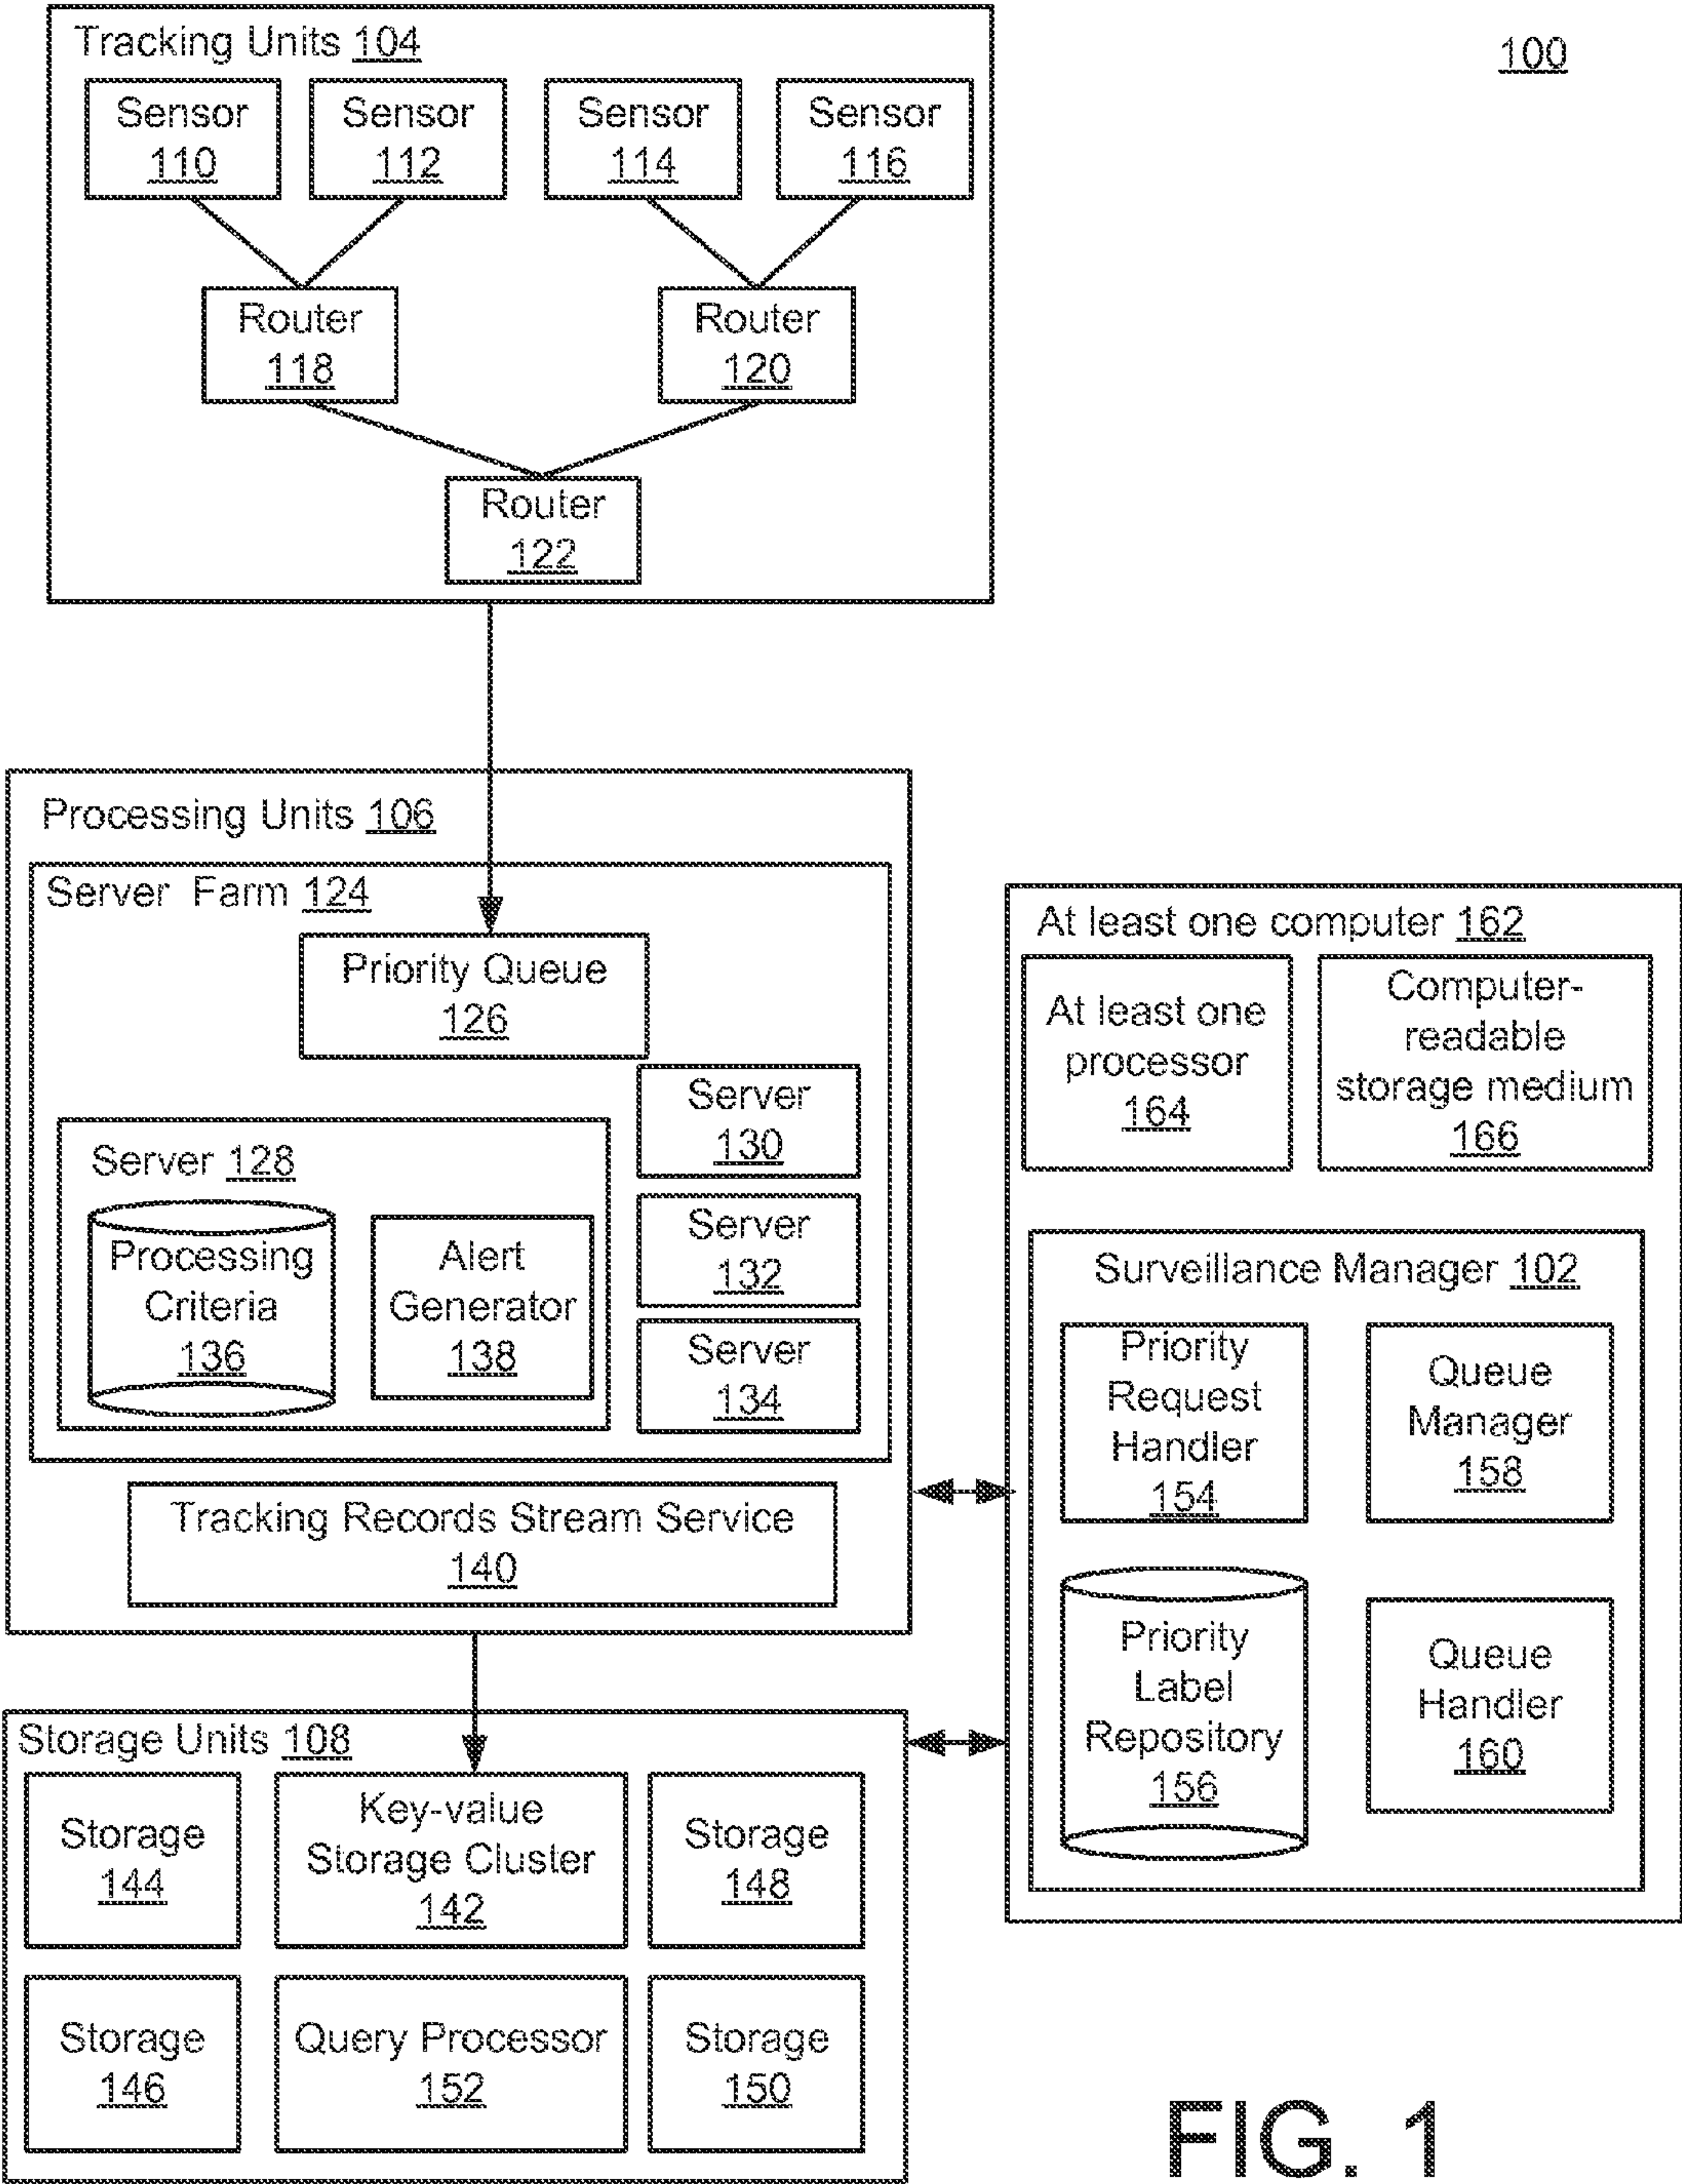 Tracking Units 104
100
Sensor
110
Sensor
112
Sensor
114
Sensor
116
Router
118
Router
120
Router
122
Processing Units 106
Server Farm 124
Priority Queue
126
Server 128
Processing
Criteria
136
Alert
Generator
138
Server
130
Server
132
Server
134
Tracking Records Stream Service
140
At least one computer 162
At least one
processor
164
Computer-
readable
storage medium
166
Surveillance Manager 102
Priority
Request
Handler
154
Queue
Manager
158
Priority
Label
Repository
156
Queue
Handler
160
Storage Units 108
Storage
144
Key-value
Storage Cluster
142
Storage
148
Storage
146
Query Processor
152
Storage
150
FIG. 1